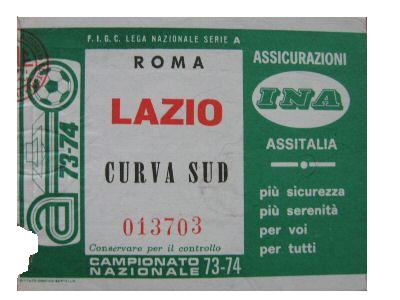 F.I.G.C. LEGA NAZIONALE SERIE A
ROMA
LAZIO
CURVA SUD
013703
Conservare per il controllo
CAMPIONATO
NAZIONALE 73-74
73-74
a
ASSICURAZIONI
INA
ASSITALIA
più sicurezza
più serenità
per voi
per tutti